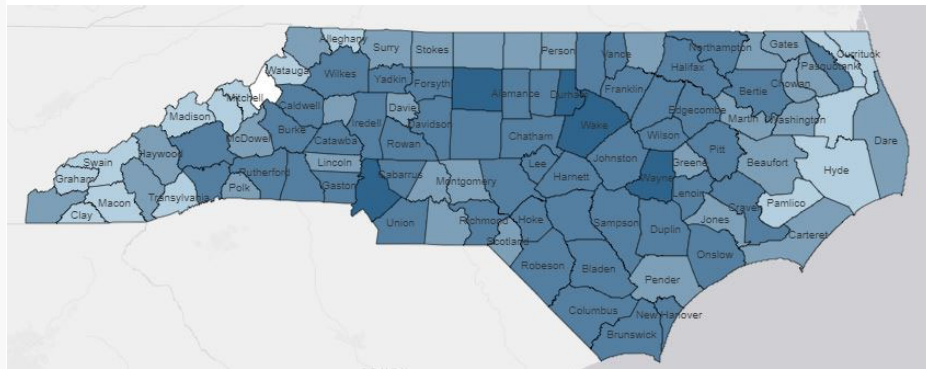 Alleghany
Surry
Stokes
Person
Vance
Northampton
Gates
Currituck
Watauga
Wilkes
Yadkin
Forsyth
Halifax
Pasquotank
Mitchell
Caldwell
Alamance
Durham
Franklin
Bertie
Chowan
Madison
Davie
Edgecombe
Martin
Washington
McDowell
Burke
Catawba
Iredell
Davidson
Wake
Wilson
Swain
Haywood
Rowan
Chatham
Johnston
Greene
Pitt
Beaufort
Dare
Graham
Rutherford
Lincoln
Lee
Wayne
Hyde
Transylvania
Polk
Gaston
Cabarrus
Montgomery
Harnett
Lenoir
Craven
Pamlico
Clay
Macon
Union
Richmond
Hoke
Sampson
Duplin
Jones
Carteret
Scotland
Onslow
Robeson
Bladen
Pender
Columbus
New Hanover
Brunswick